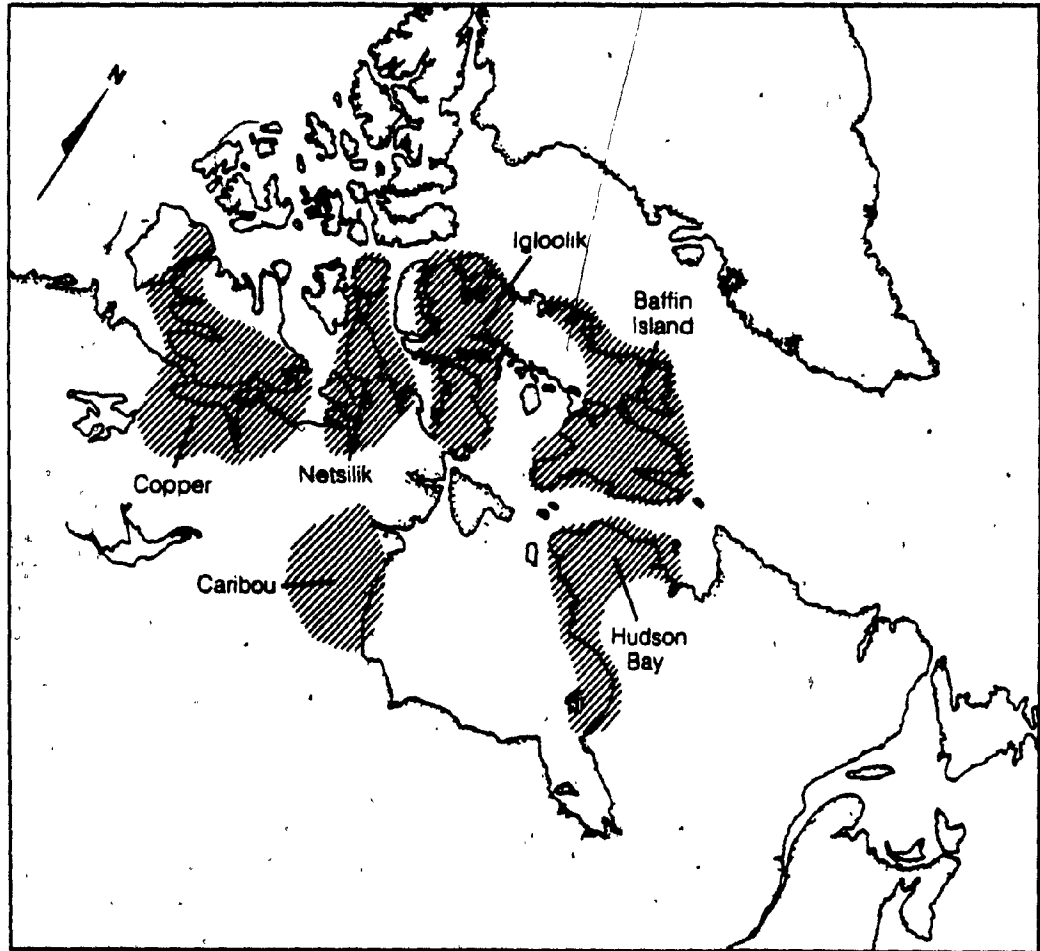 N
Igloolik
Baffin
Island
Copper
Netsilik
Caribou
Hudson
Bay